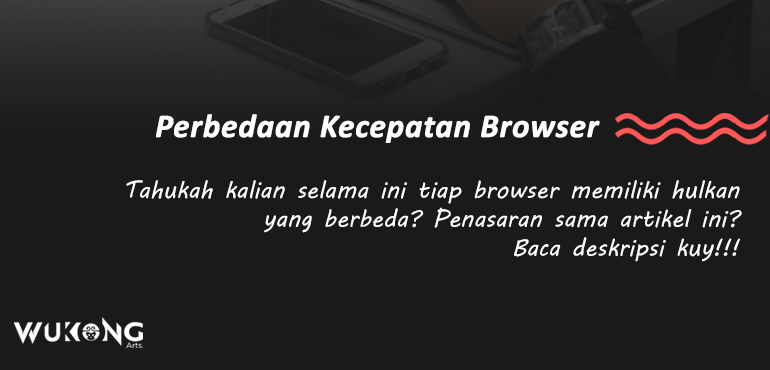 Perbedaan Kecepatan Browser
Tahukah kalian selama ini tiap browser memiliki hulkan
yang berbeda? Penasaran sama artikel ini?
Baca deskripsi kuy!!!
WUKONG
Arts.